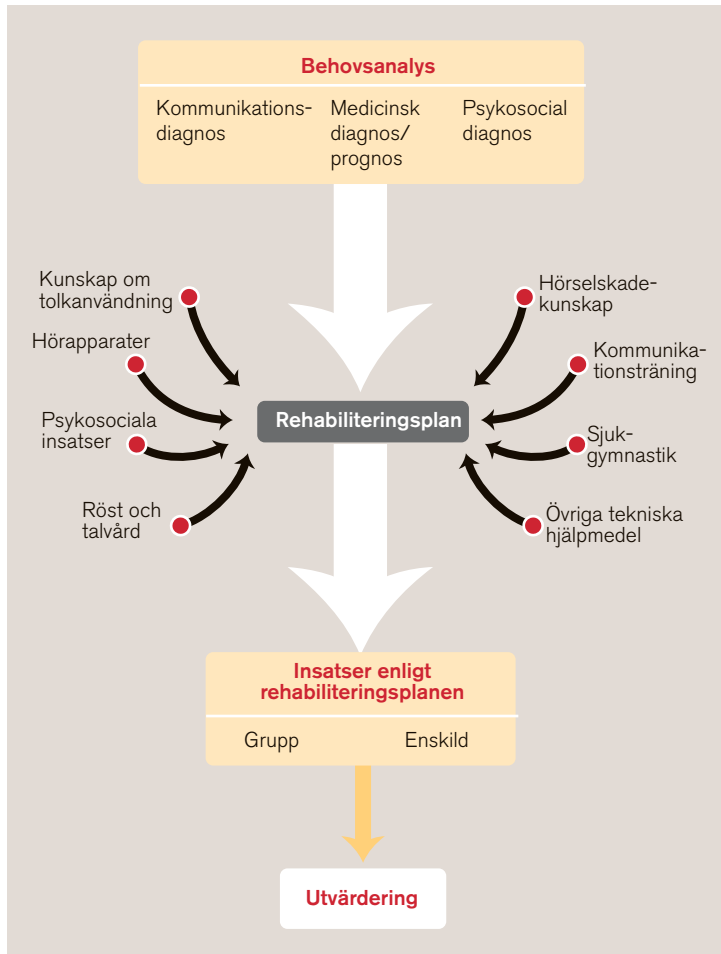 Behovsanalys
Kommunikations-
diagnos
Medicinsk
diagnos/
prognos
Psykosocial
diagnos
Kunskap om
tolkanvändning
Hörapparater
Psykosociala
insatser
Röst och
talvård
Rehabiliteringsplan
Hörselskade-
kunskap
Kommunika-
tionsträning
Sjuk-
gymnastik
Övriga tekniska
hjälpmedel
Insatser enligt
rehabiliteringsplanen
Grupp
Enskild
Utvärdering